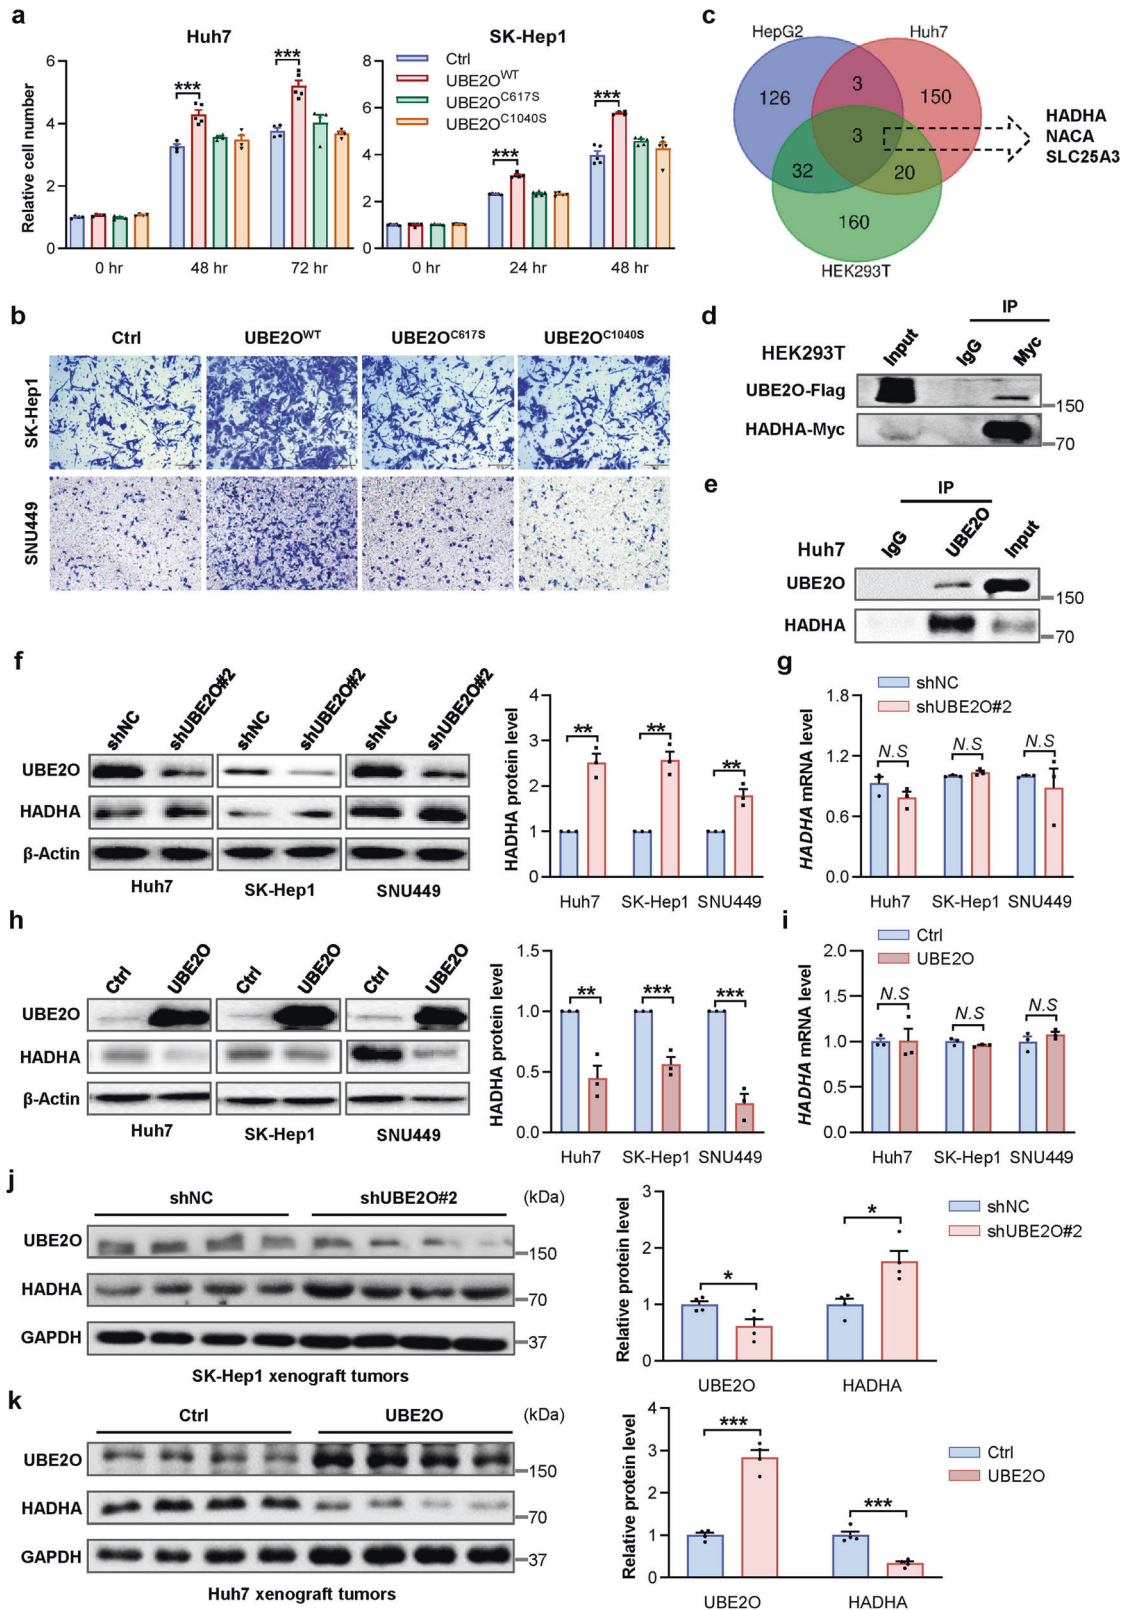 a
Huh7
SK-Hep1
Relative cell number
6
4
2
0
0 hr
48 hr
72 hr
***
***
8
6
4
2
0
0 hr
24 hr
48 hr
***
***
Ctrl
UBE2O^WT
UBE2O^C617S
UBE2O^C1040S
b
Ctrl
UBE2O^WT
UBE2O^C617S
UBE2O^C1040S
SK-Hep1
SNU449
c
HepG2
Huh7
126
3
150
3
32
20
160
HEK293T
HADHA
NACA
SLC25A3
d
IP
HEK293T
Input
IgG
Myc
UBE2O-Flag
150
HADHA-Myc
70
e
IP
Huh7
IgG
UBE2O
Input
UBE2O
150
HADHA
70
f
shNC
shUBE2O#2
shNC
shUBE2O#2
shNC
shUBE2O#2
UBE2O
HADHA
β-Actin
Huh7
SK-Hep1
SNU449
HADHA protein level
4
3
2
1
0
**
**
**
Huh7
SK-Hep1
SNU449
g
shNC
shUBE2O#2
HADHA mRNA level
1.8
1.2
0.6
0.0
N.S
N.S
N.S
Huh7
SK-Hep1
SNU449
h
Ctrl
UBE2O
Ctrl
UBE2O
Ctrl
UBE2O
UBE2O
HADHA
β-Actin
Huh7
SK-Hep1
SNU449
HADHA protein level
1.5
1.0
0.5
0.0
**
***
***
Huh7
SK-Hep1
SNU449
i
Ctrl
UBE2O
HADHA mRNA level
2.0
1.5
1.0
0.5
0.0
N.S
N.S
N.S
Huh7
SK-Hep1
SNU449
j
shNC
shUBE2O#2
(kDa)
UBE2O
150
HADHA
70
GAPDH
37
SK-Hep1 xenograft tumors
Relative protein level
3
2
1
0
*
*
UBE2O
HADHA
shNC
shUBE2O#2
k
Ctrl
UBE2O
(kDa)
UBE2O
150
HADHA
70
GAPDH
37
Huh7 xenograft tumors
Relative protein level
4
3
2
1
0
***
***
UBE2O
HADHA
Ctrl
UBE2O